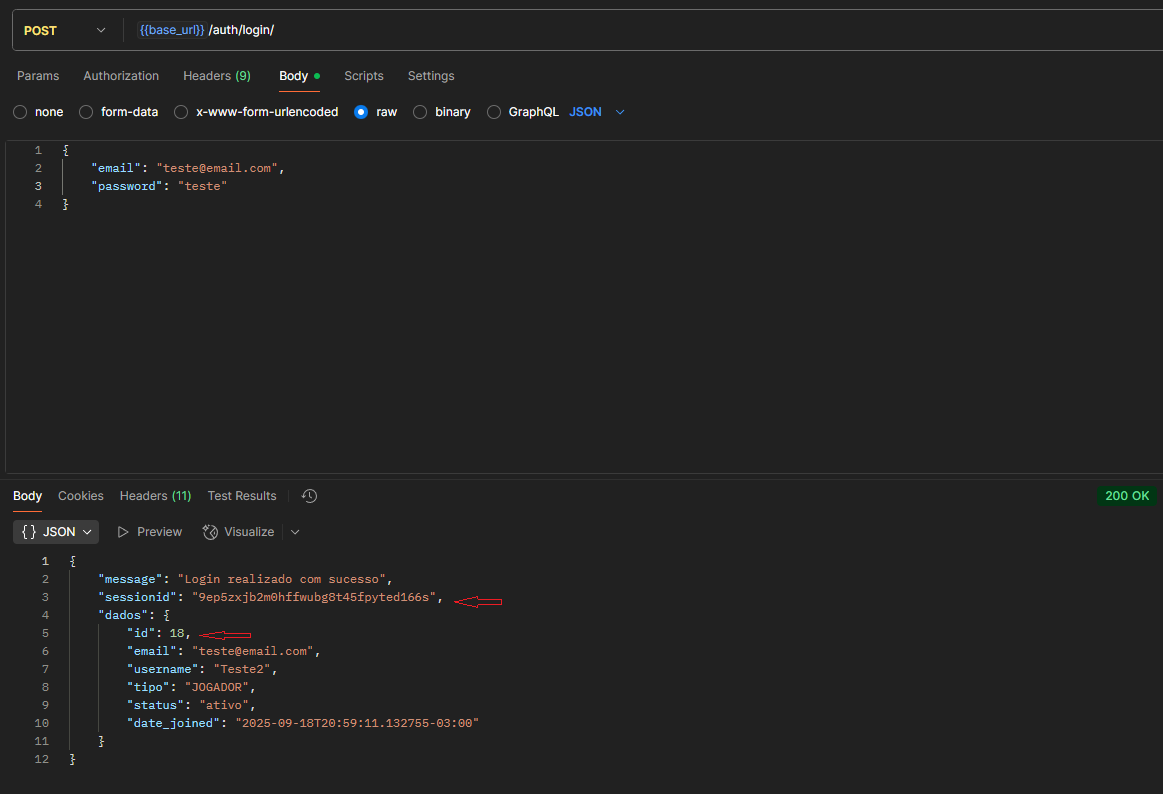 POST {{base_url}}/auth/login/
Params Authorization Headers (9) Body Scripts Settings
none form-data x-www-form-urlencoded raw binary GraphQL JSON
1 {
2 "email": "teste@email.com",
3 "password": "teste"
4 }
Body Cookies Headers (11) Test Results 200 OK
{} JSON Preview Visualize
1 {
2 "message": "Login realizado com sucesso",
3 "sessionid": "9ep5zxjb2m0hffwubg8t45fpyted166s",
4 "dados": {
5 "id": 18,
6 "email": "teste@email.com",
7 "username": "Teste2",
8 "tipo": "JOGADOR",
9 "status": "ativo",
10 "date_joined": "2025-09-18T20:59:11.132755-03:00"
11 }
12 }